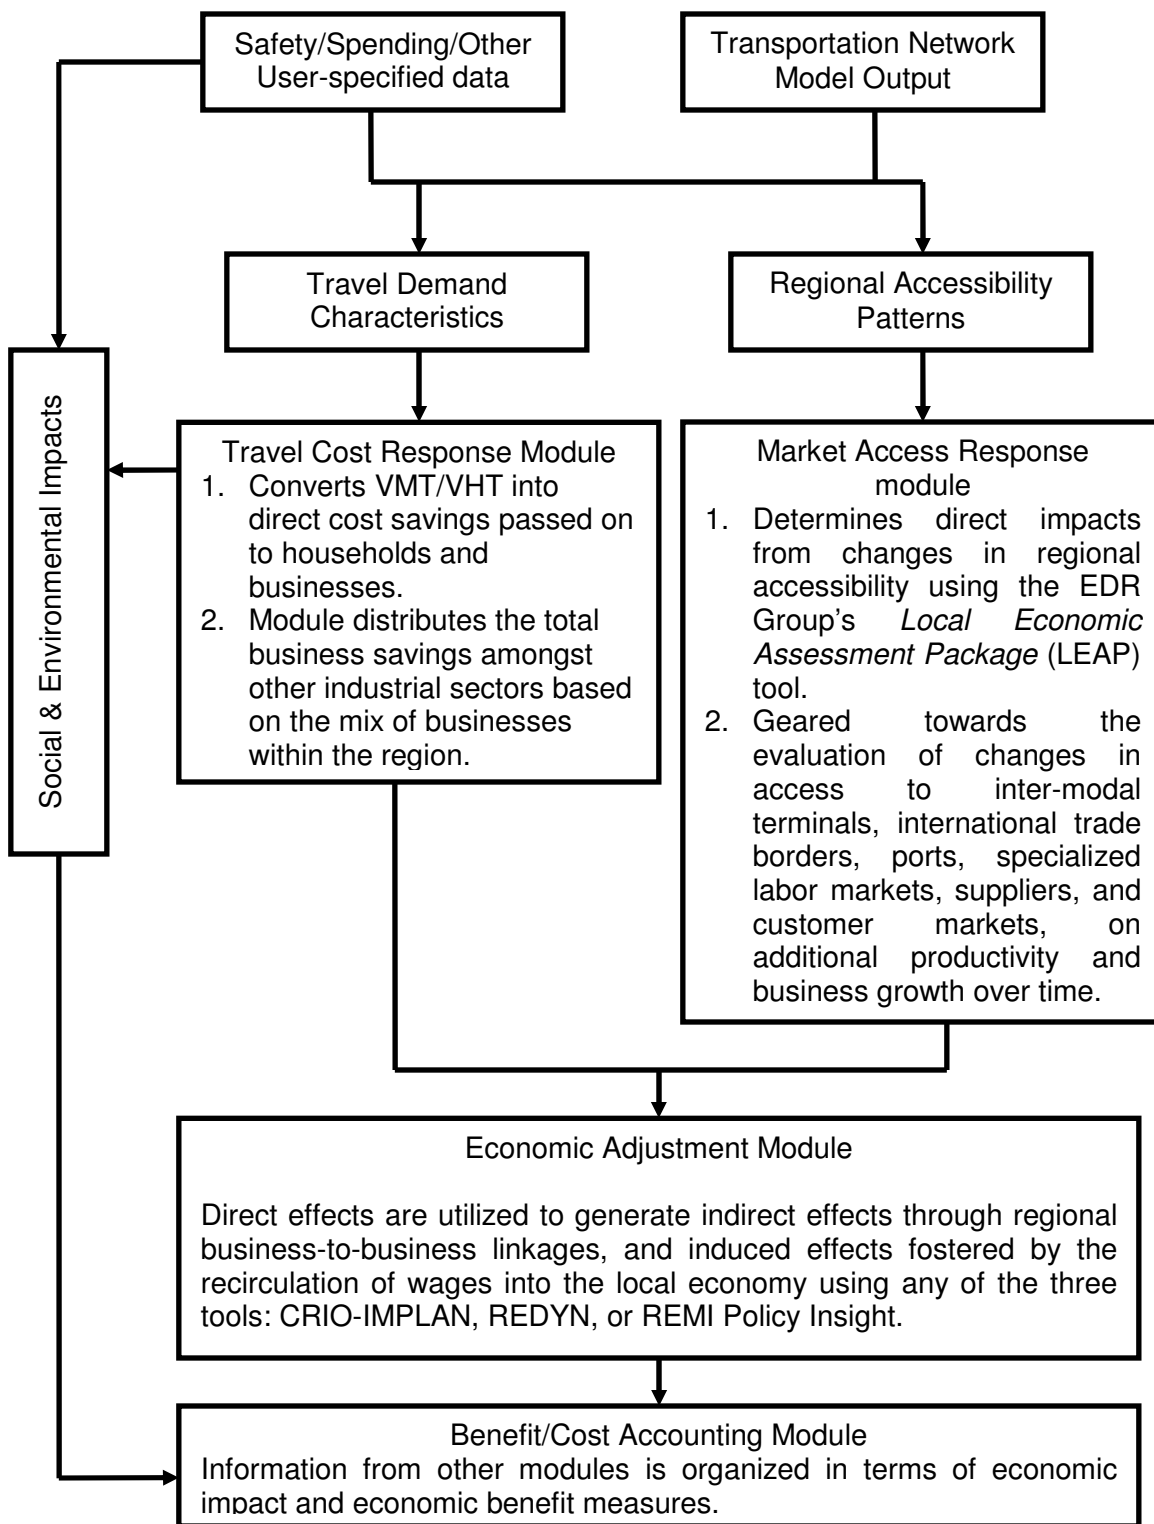 Safety/Spending/Other
User-specified data
Transportation Network
Model Output
Travel Demand
Characteristics
Regional Accessibility
Patterns
Social & Environmental Impacts
Travel Cost Response Module
1. Converts VMT/VHT into
direct cost savings passed on
to households and
businesses.
2. Module distributes the total
business savings amongst
other industrial sectors based
on the mix of businesses
within the region.
Market Access Response
module
1. Determines direct impacts
from changes in regional
accessibility using the EDR
Group’s Local Economic
Assessment Package (LEAP)
tool.
2. Geared towards the
evaluation of changes in
access to inter-modal
terminals, international trade
borders, ports, specialized
labor markets, suppliers, and
customer markets, on
additional productivity and
business growth over time.
Economic Adjustment Module
Direct effects are utilized to generate indirect effects through regional
business-to-business linkages, and induced effects fostered by the
recirculation of wages into the local economy using any of the three
tools: CRIO-IMPLAN, REDYN, or REMI Policy Insight.
Benefit/Cost Accounting Module
Information from other modules is organized in terms of economic
impact and economic benefit measures.